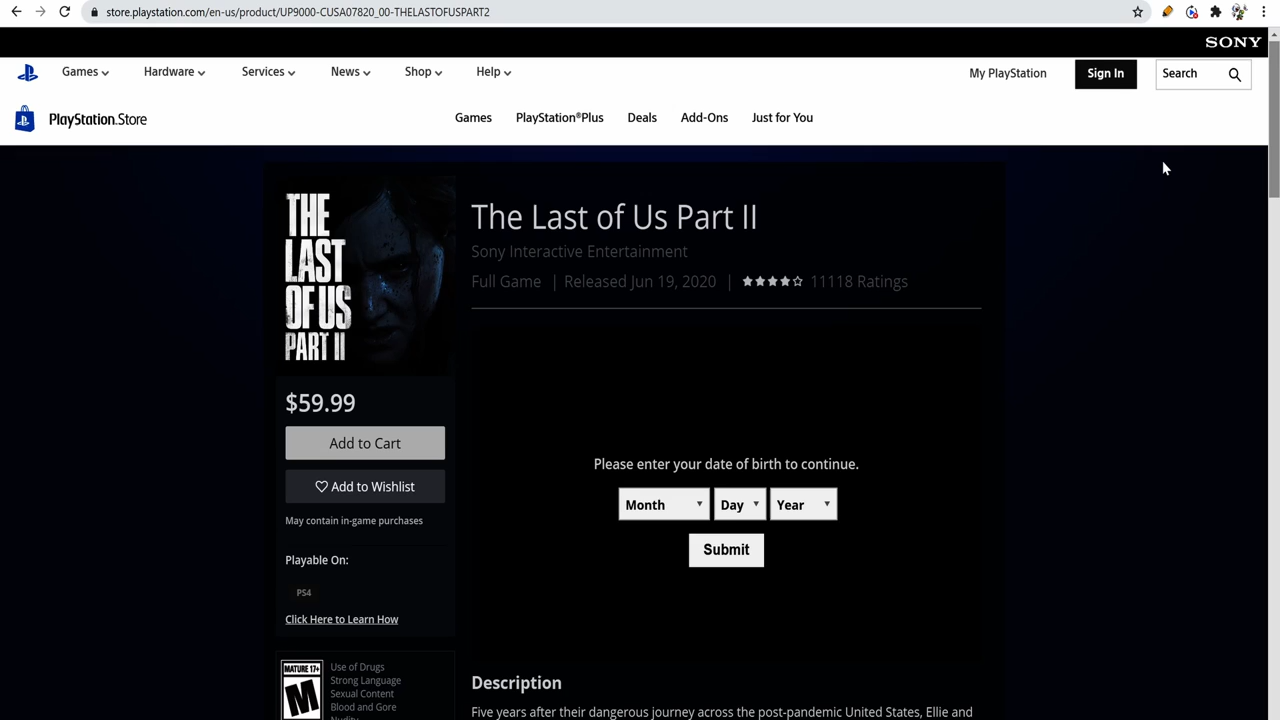 store.playstation.com/en-us/product/UP9000-CUSA07820_00-THELASTOFUSPART2
SONY
Games
Hardware
Services
News
Shop
Help
My PlayStation
Sign In
Search
PlayStation.Store
Games
PlayStation®Plus
Deals
Add-Ons
Just for You
THE
LAST
OF US
PART II
The Last of Us Part II
Sony Interactive Entertainment
Full Game | Released Jun 19, 2020 | ★★★★☆ 11118 Ratings
$59.99
Add to Cart
Add to Wishlist
May contain in-game purchases
Playable On:
PS4
Click Here to Learn How
Please enter your date of birth to continue.
Month
Day
Year
Submit
MATURE 17+
M
Use of Drugs
Strong Language
Sexual Content
Blood and Gore
Nudity
Description
Five years after their dangerous journey across the post-pandemic United States, Ellie and